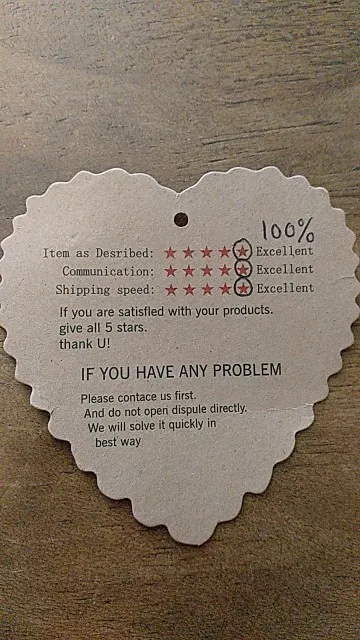 100%
Item as Desribed: ★★★★★ Excellent
Communication: ★★★★★ Excellent
Shipping speed: ★★★★★ Excellent
If you are satisfied with your products.
give all 5 stars.
thank U!
IF YOU HAVE ANY PROBLEM
Please contace us first.
And do not open dispule directly.
We will solve it quickly in
best way